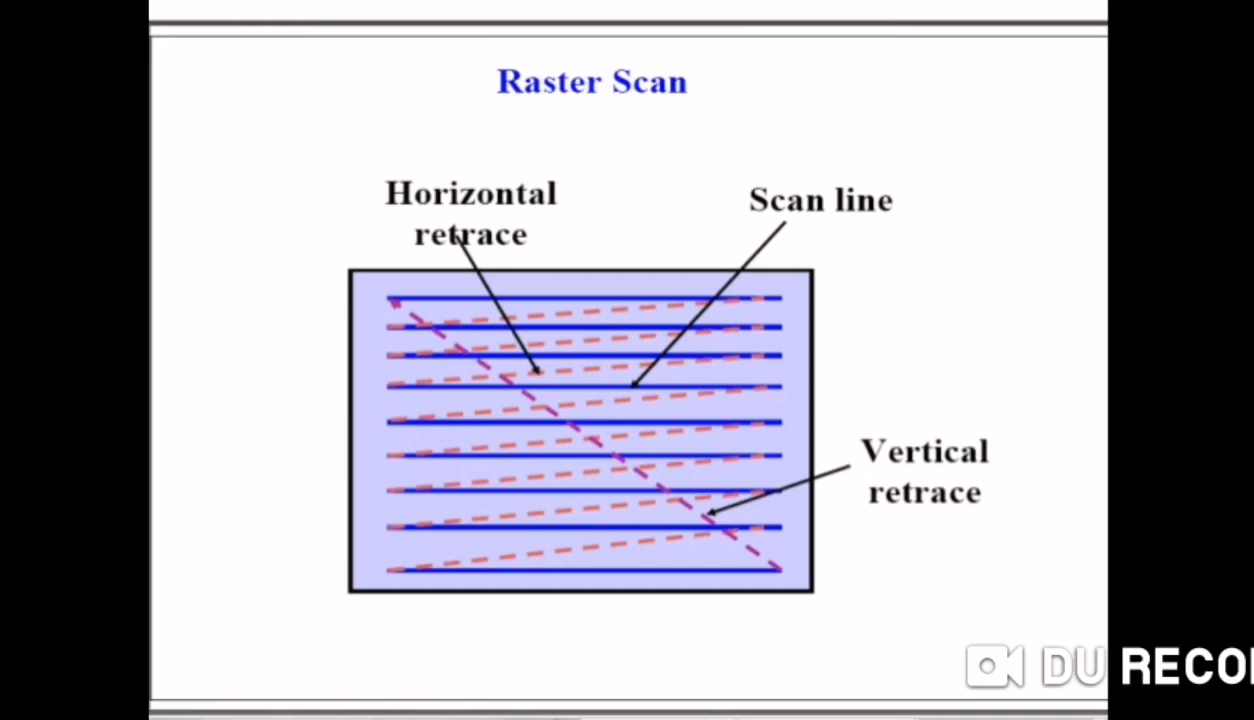 Raster Scan
Horizontal
retrace
Scan line
Vertical
retrace
DU RECO